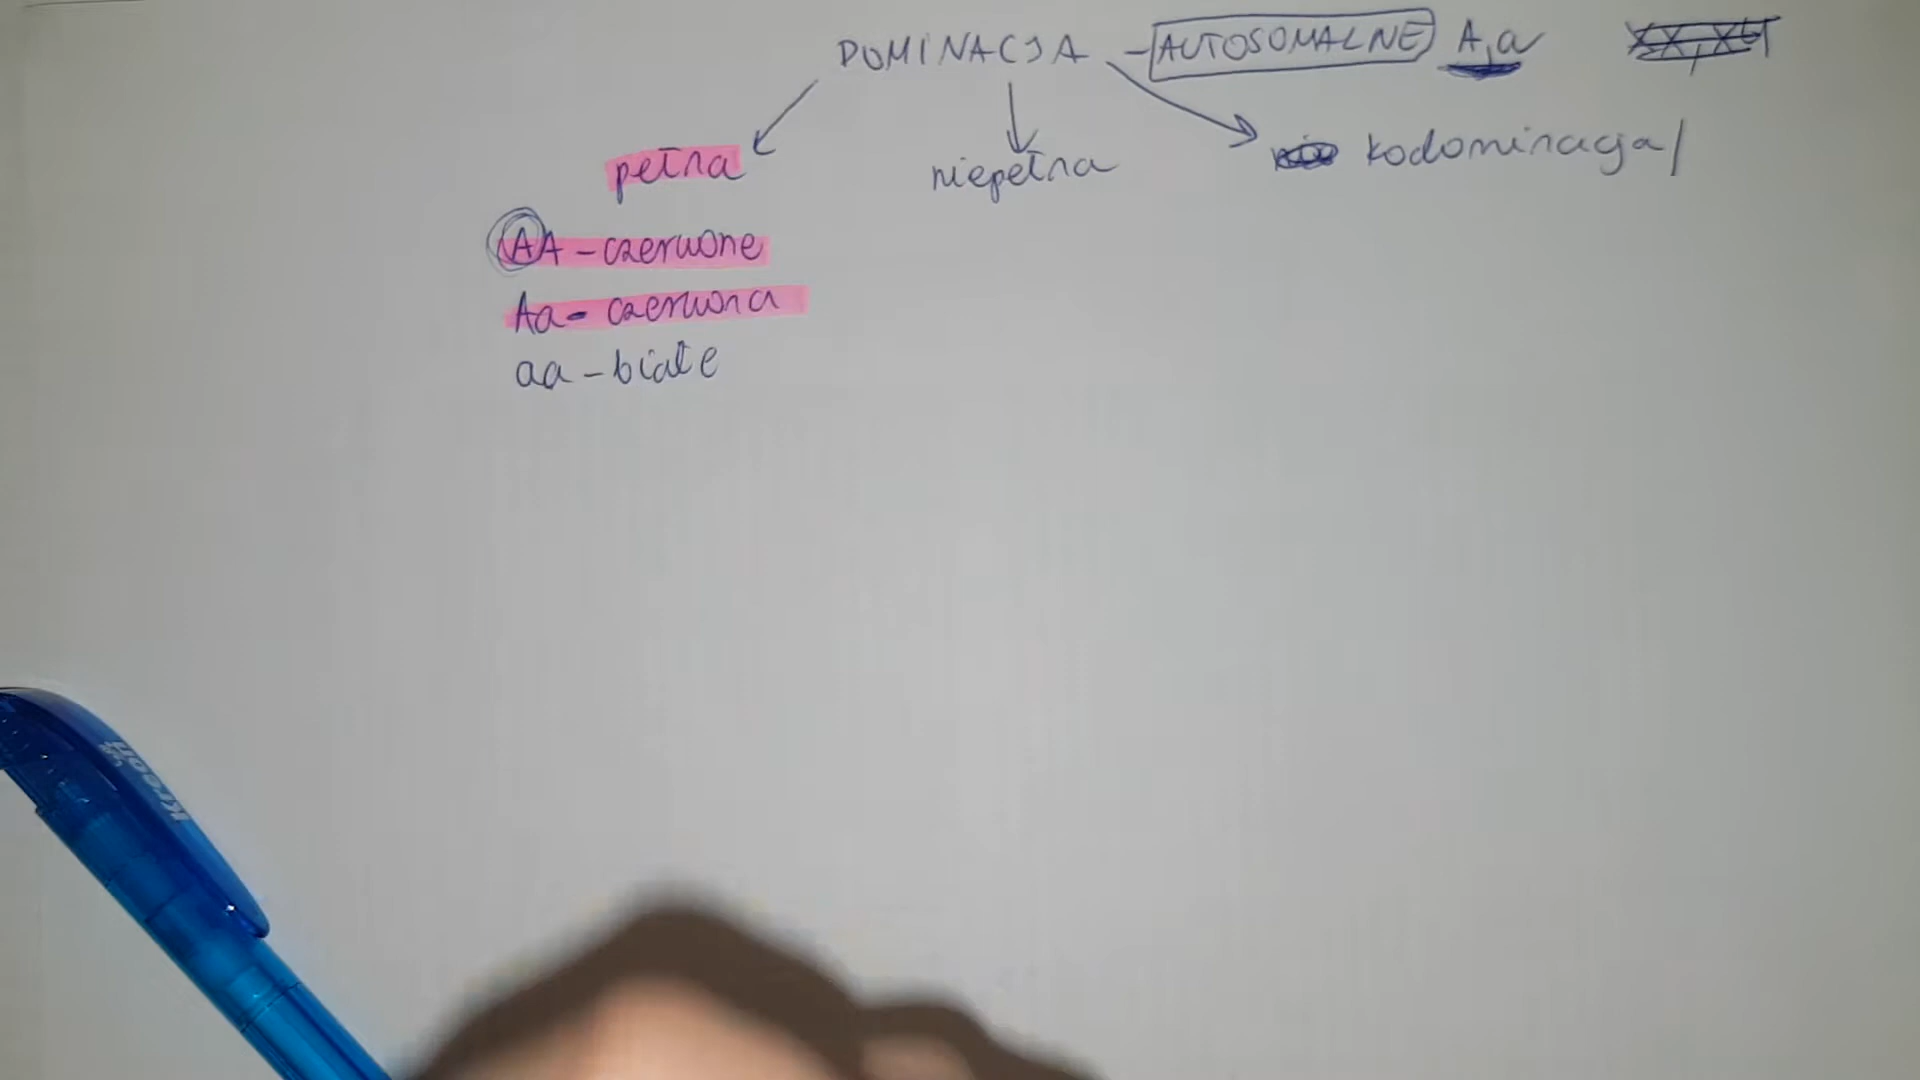 DOMINACJA - AUTOSOMALNE A,a
pełna
niepełna
kodominacja/
AA - czerwone
Aa - czerwona
aa - białe